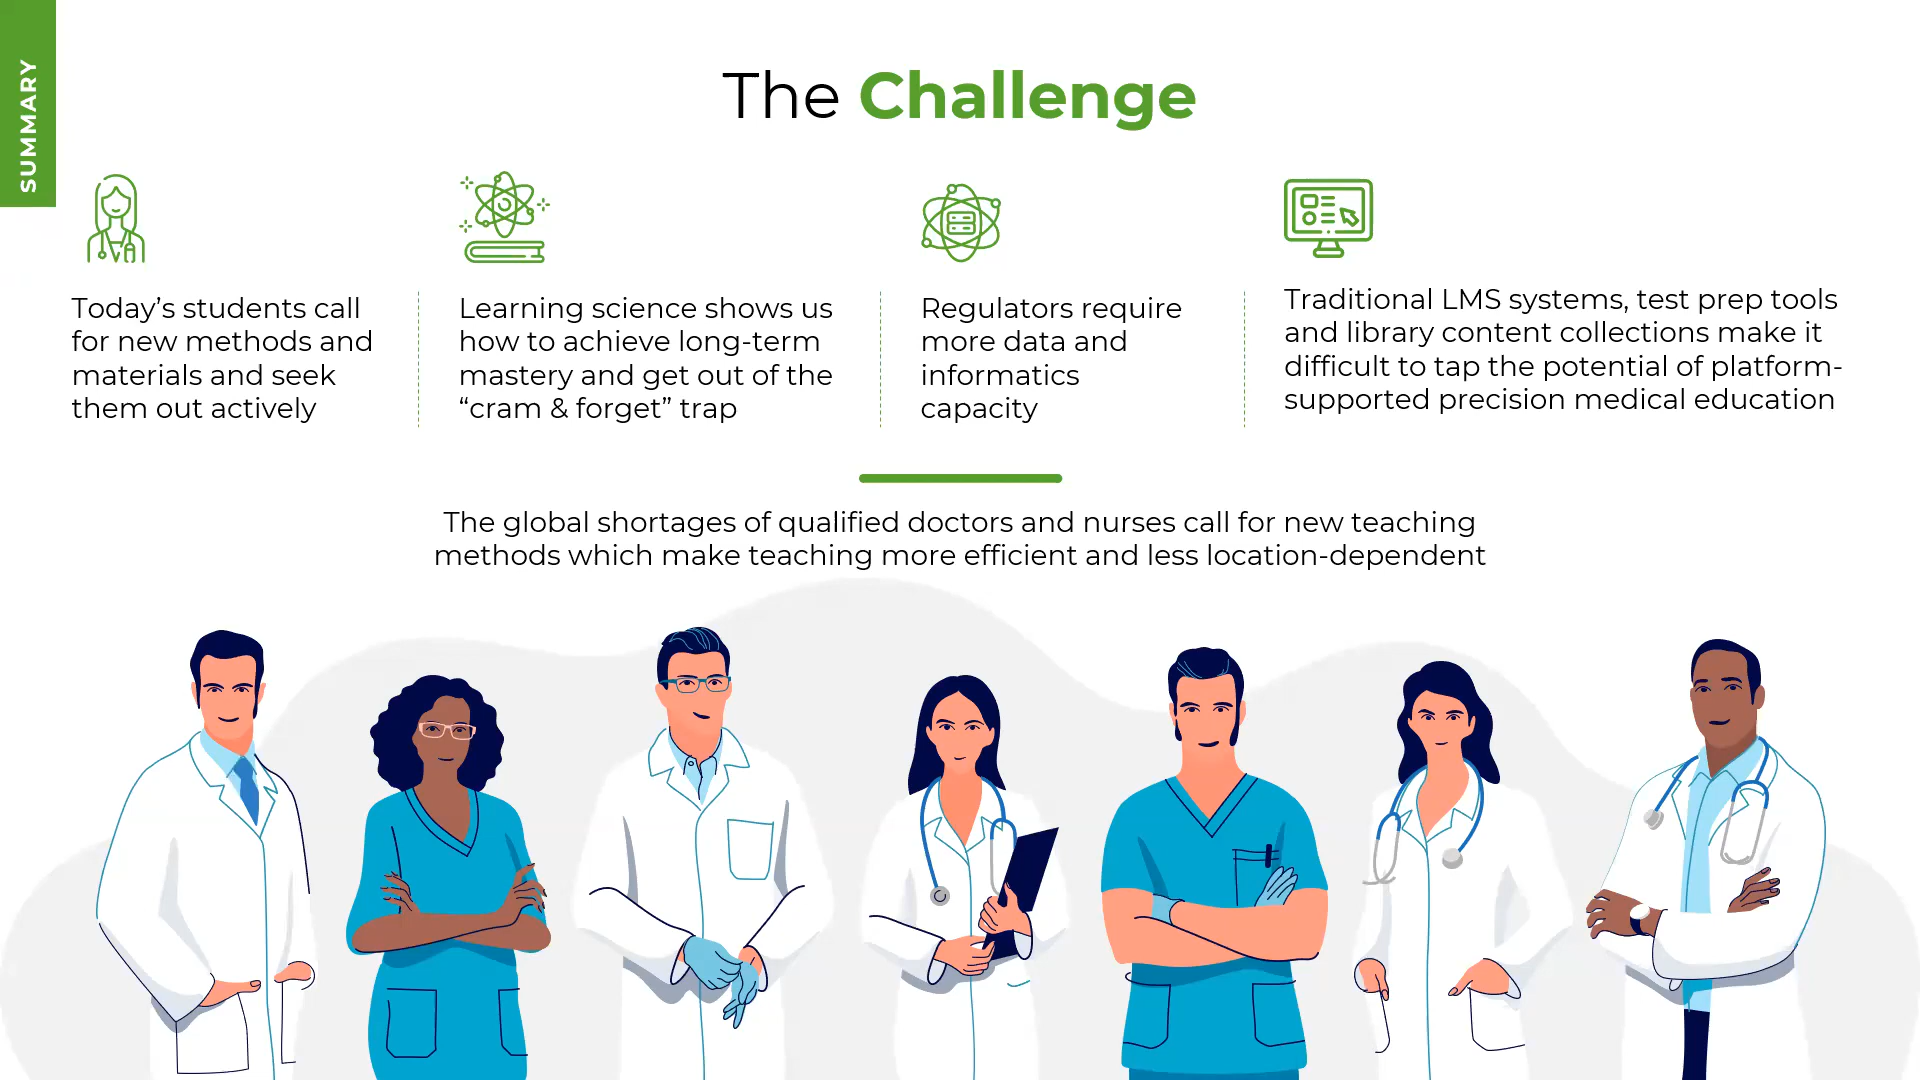 SUMMARY
The Challenge
Today’s students call
for new methods and
materials and seek
them out actively
Learning science shows us
how to achieve long-term
mastery and get out of the
“cram & forget” trap
Regulators require
more data and
informatics
capacity
Traditional LMS systems, test prep tools
and library content collections make it
difficult to tap the potential of platform-
supported precision medical education
The global shortages of qualified doctors and nurses call for new teaching
methods which make teaching more efficient and less location-dependent